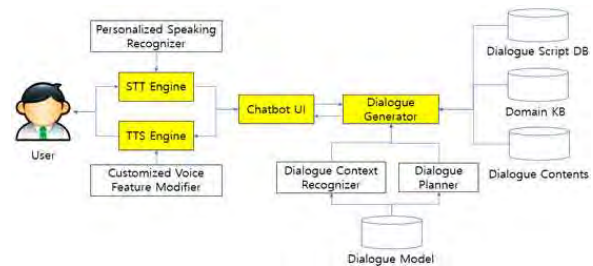 Personalized Speaking
Recognizer
STT Engine
TTS Engine
User
Customized Voice
Feature Modifier
Chatbot UI
Dialogue
Generator
Dialogue Context
Recognizer
Dialogue
Planner
Dialogue Model
Dialogue Script DB
Domain KB
Dialogue Contents